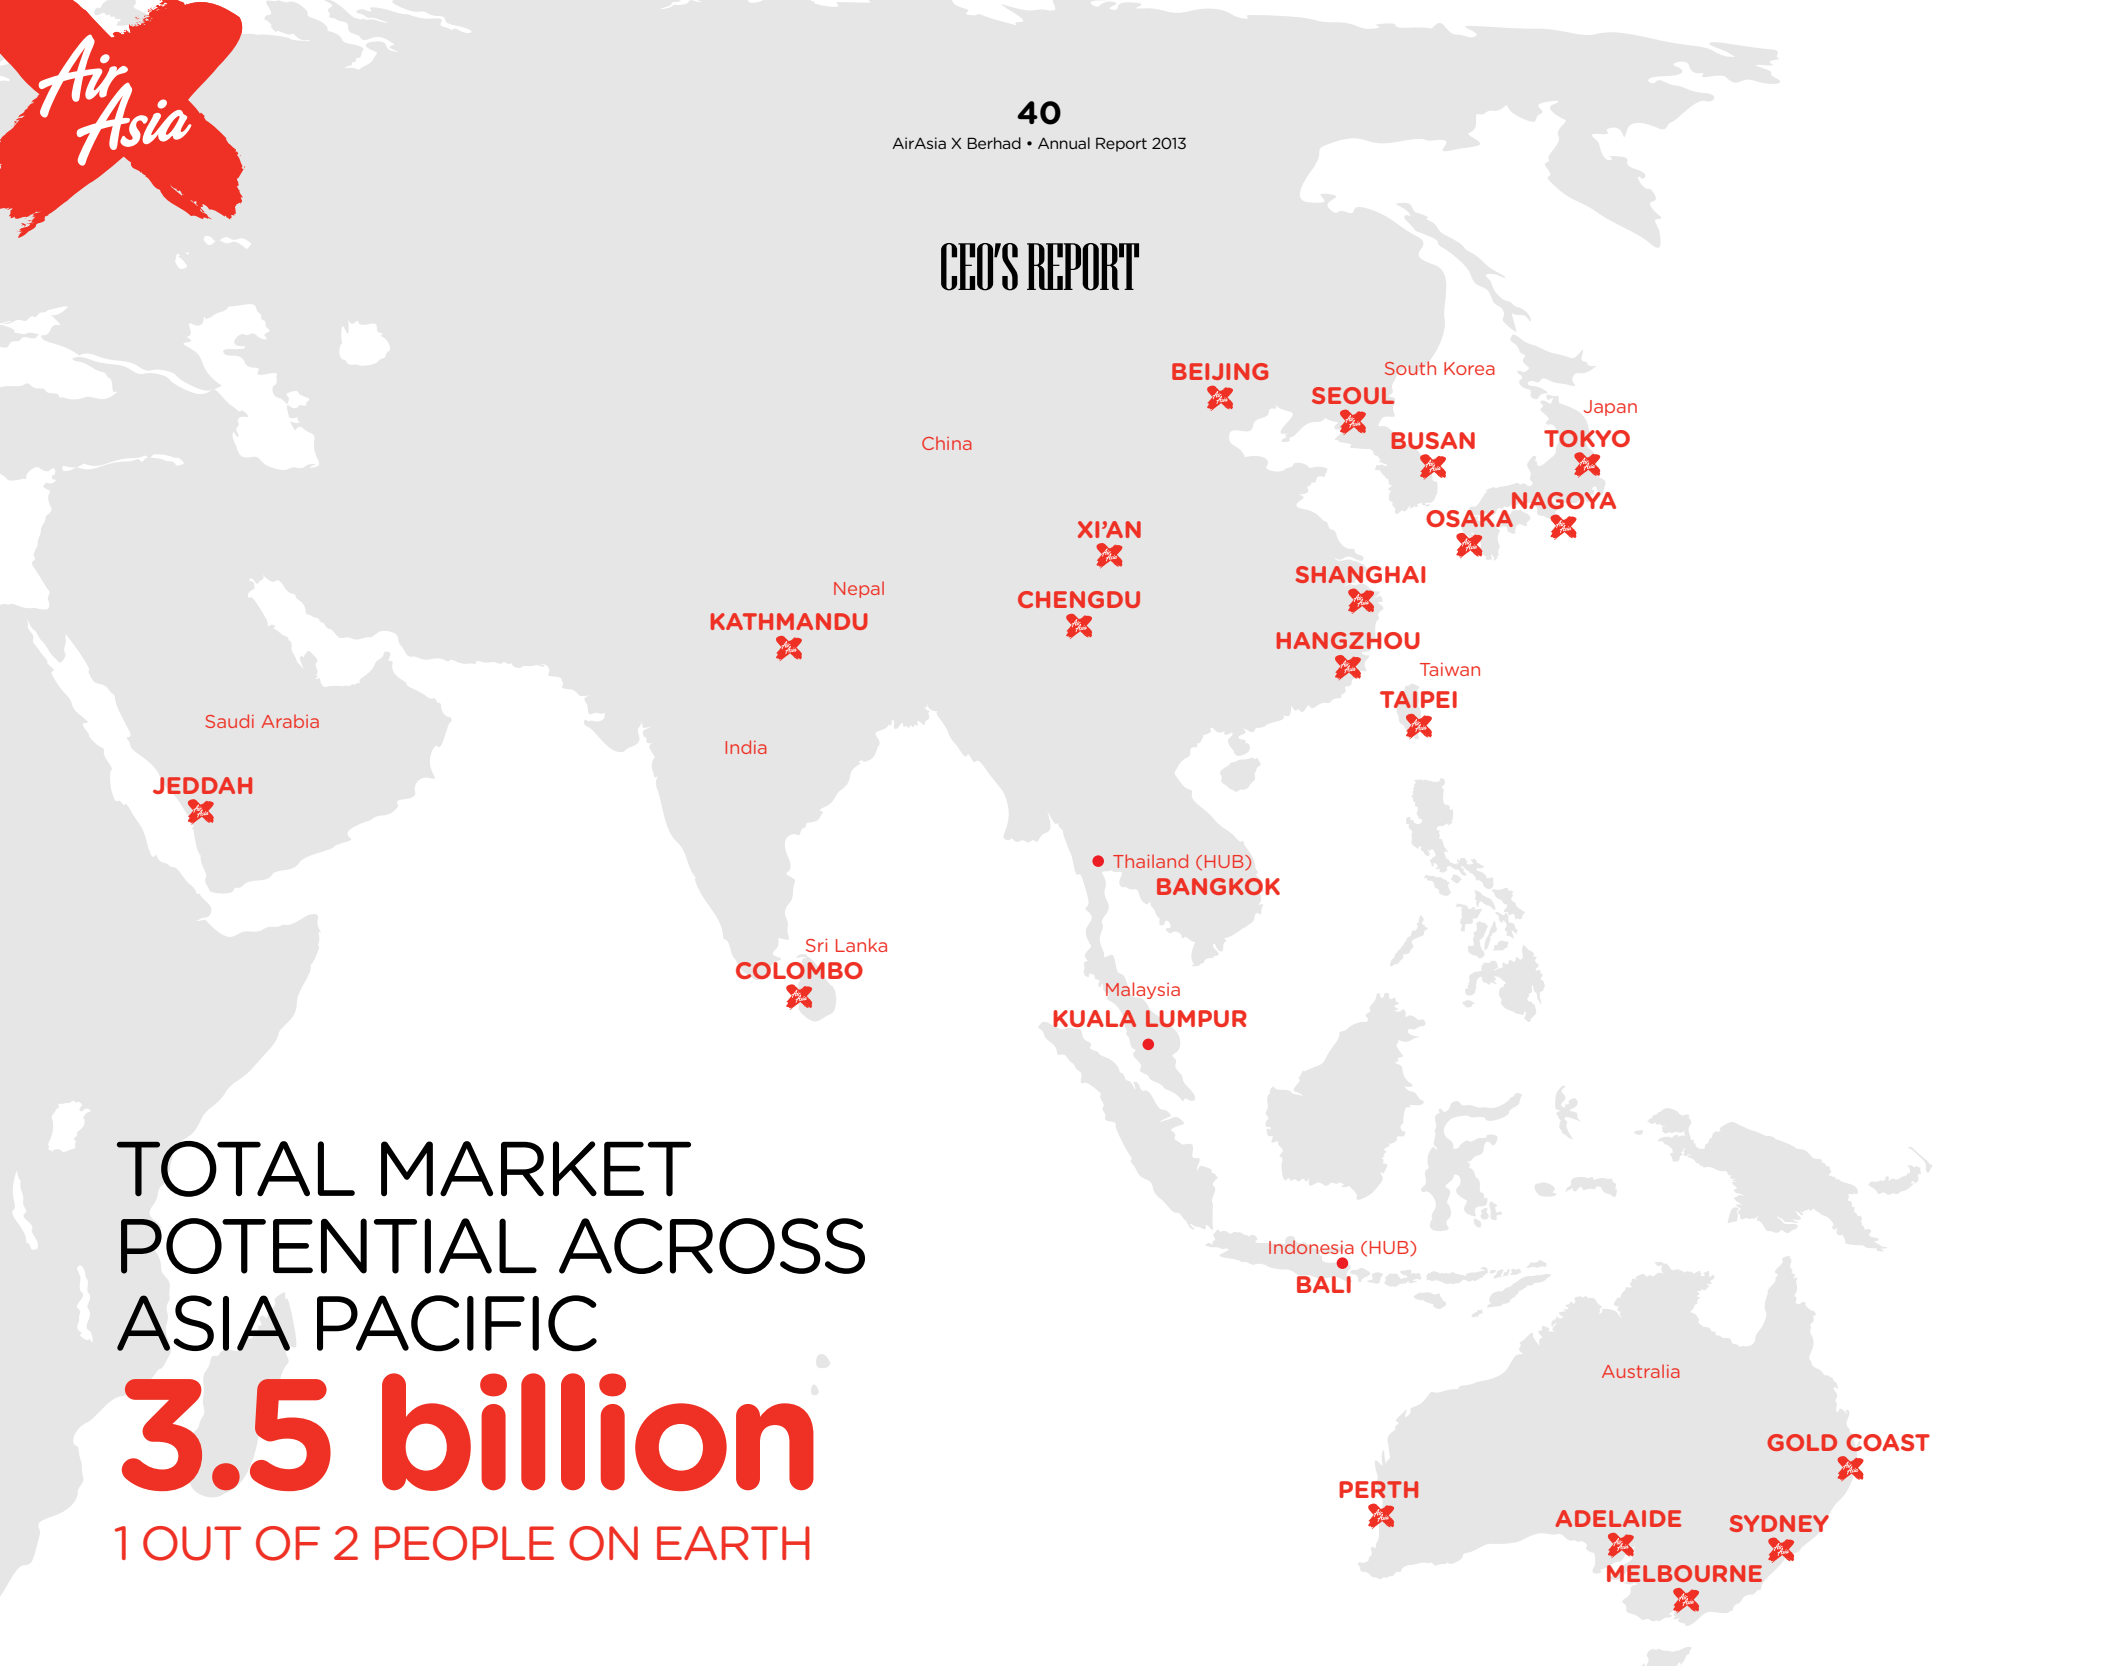 Air
Asia
40
AirAsia X Berhad • Annual Report 2013
CEO'S REPORT
BEIJING
South Korea
SEOUL
Japan
China
BUSAN
TOKYO
NAGOYA
OSAKA
XI'AN
SHANGHAI
Nepal
CHENGDU
KATHMANDU
HANGZHOU
Taiwan
TAIPEI
Saudi Arabia
India
JEDDAH
Thailand (HUB)
BANGKOK
Sri Lanka
COLOMBO
Malaysia
KUALA LUMPUR
Indonesia (HUB)
BALI
Australia
GOLD COAST
PERTH
ADELAIDE
SYDNEY
MELBOURNE
TOTAL MARKET
POTENTIAL ACROSS
ASIA PACIFIC
3.5 billion
1 OUT OF 2 PEOPLE ON EARTH